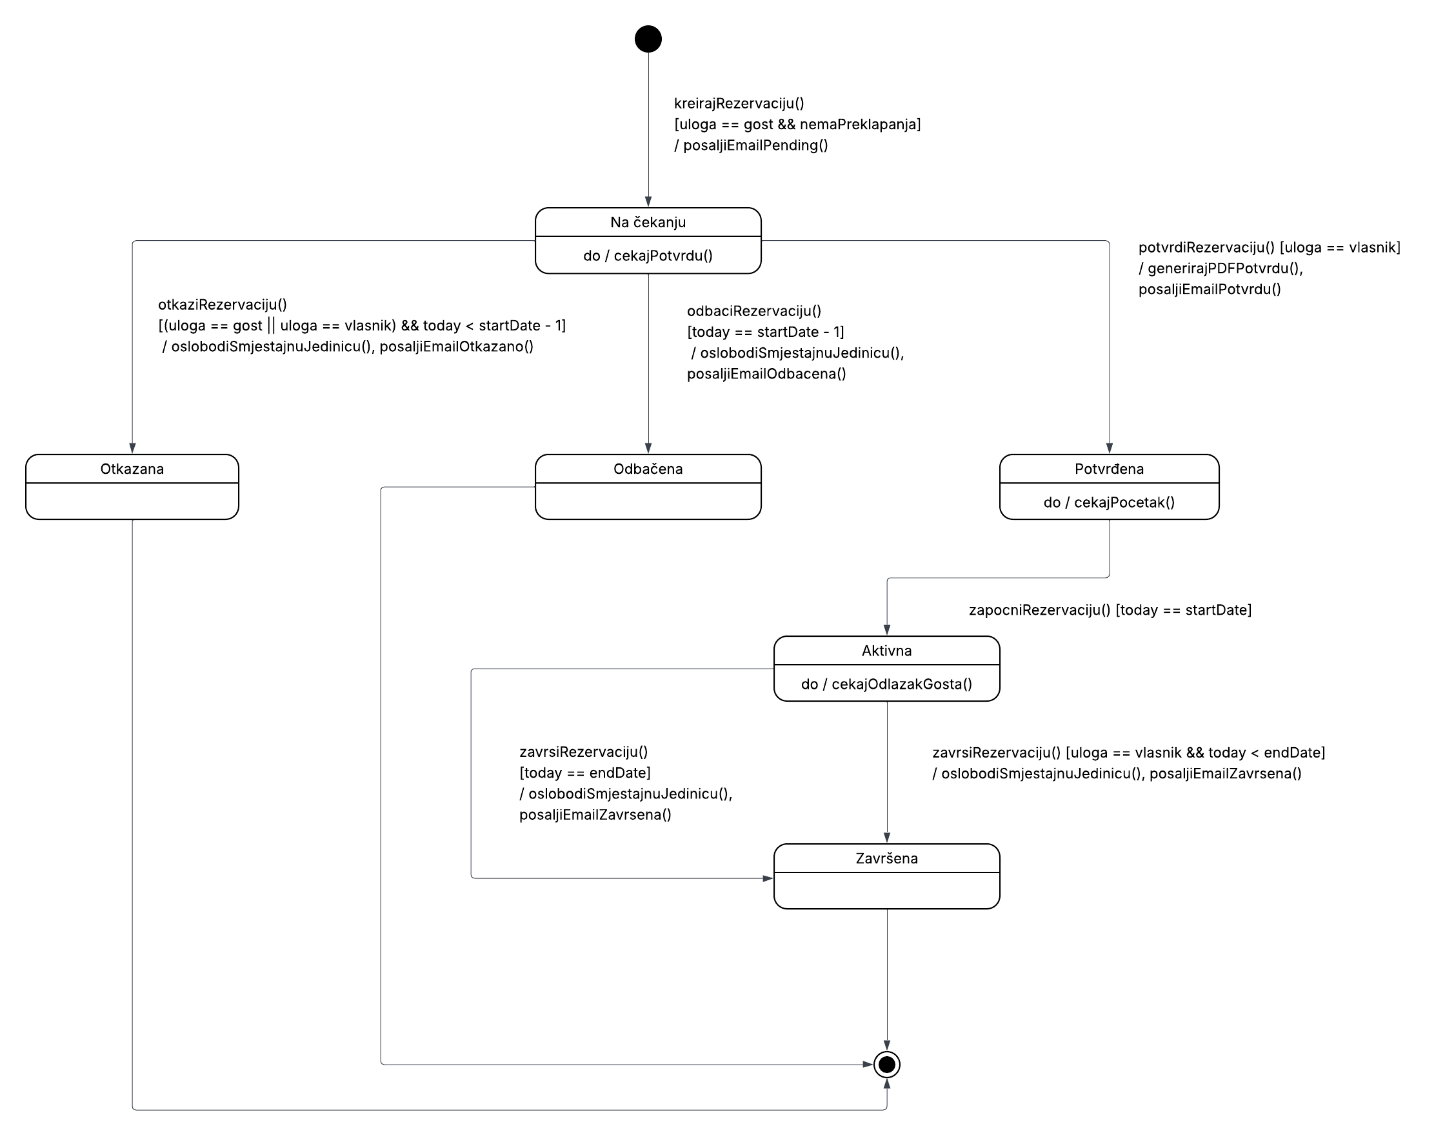 kreirajRezervaciju()
[uloga == gost && nemaPreklapanja]
/ posaljiEmailPending()
Na čekanju
do / cekajPotvrdu()
potvrdiRezervaciju() [uloga == vlasnik]
/ generirajPDFPotvrdu(),
posaljiEmailPotvrdu()
otkaziRezervaciju()
[(uloga == gost || uloga == vlasnik) && today < startDate - 1]
/ oslobodiSmjestajnuJedinicu(), posaljiEmailOtkazano()
odbaciRezervaciju()
[today == startDate - 1]
/ oslobodiSmjestajnuJedinicu(),
posaljiEmailOdbacena()
Otkazana
Odbačena
Potvrđena
do / cekajPocetak()
zapocniRezervaciju() [today == startDate]
Aktivna
do / cekajOdlazakGosta()
zavrsiRezervaciju()
[today == endDate]
/ oslobodiSmjestajnuJedinicu(),
posaljiEmailZavrsena()
zavrsiRezervaciju() [uloga == vlasnik && today < endDate]
/ oslobodiSmjestajnuJedinicu(), posaljiEmailZavrsena()
Završena